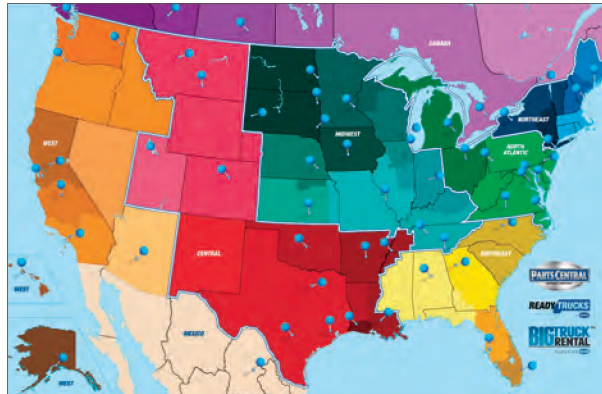 CANADA
WEST
MIDWEST
NORTHEAST
NORTH
ATLANTIC
CENTRAL
SOUTHEAST
PARTS CENTRAL
WEST
READY TRUCKS
MEXICO
BIG TRUCK
RENTAL
WEST